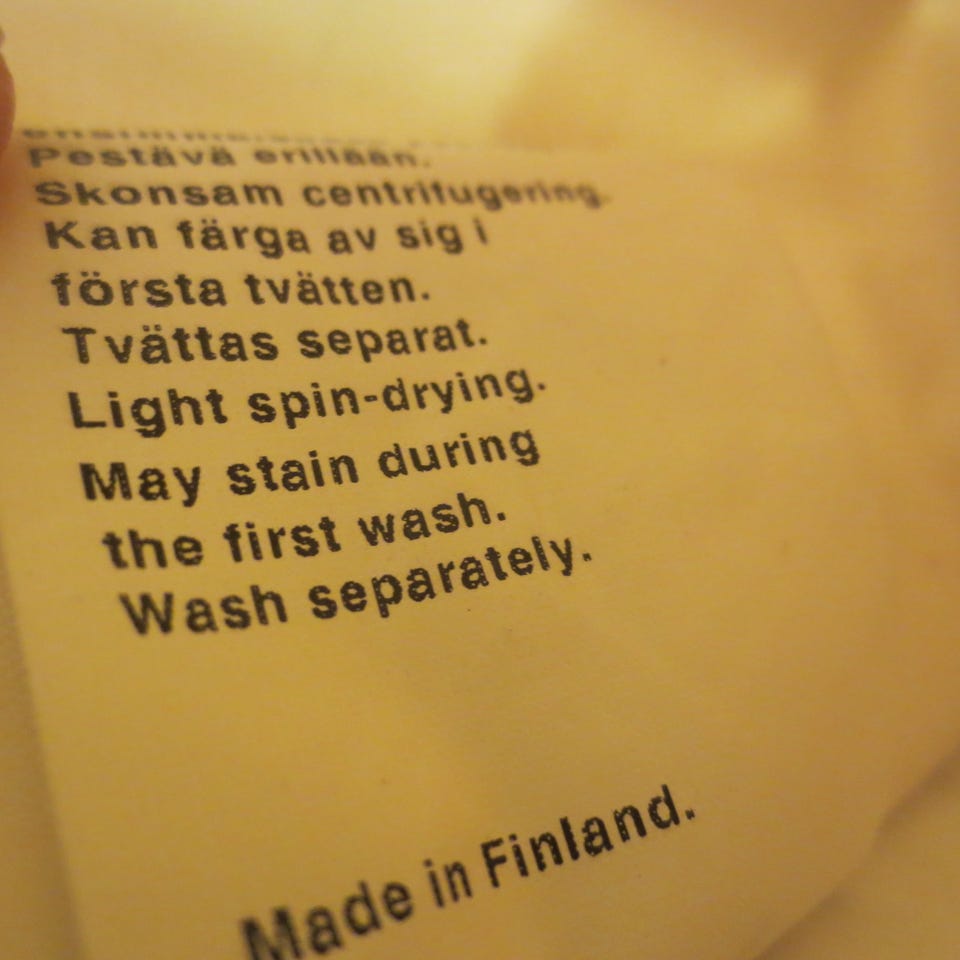 Pestävä erillään.
Skonsam centrifugering.
Kan färga av sig i
första tvätten.
Tvättas separat.
Light spin-drying.
May stain during
the first wash.
Wash separately.
Made in Finland.